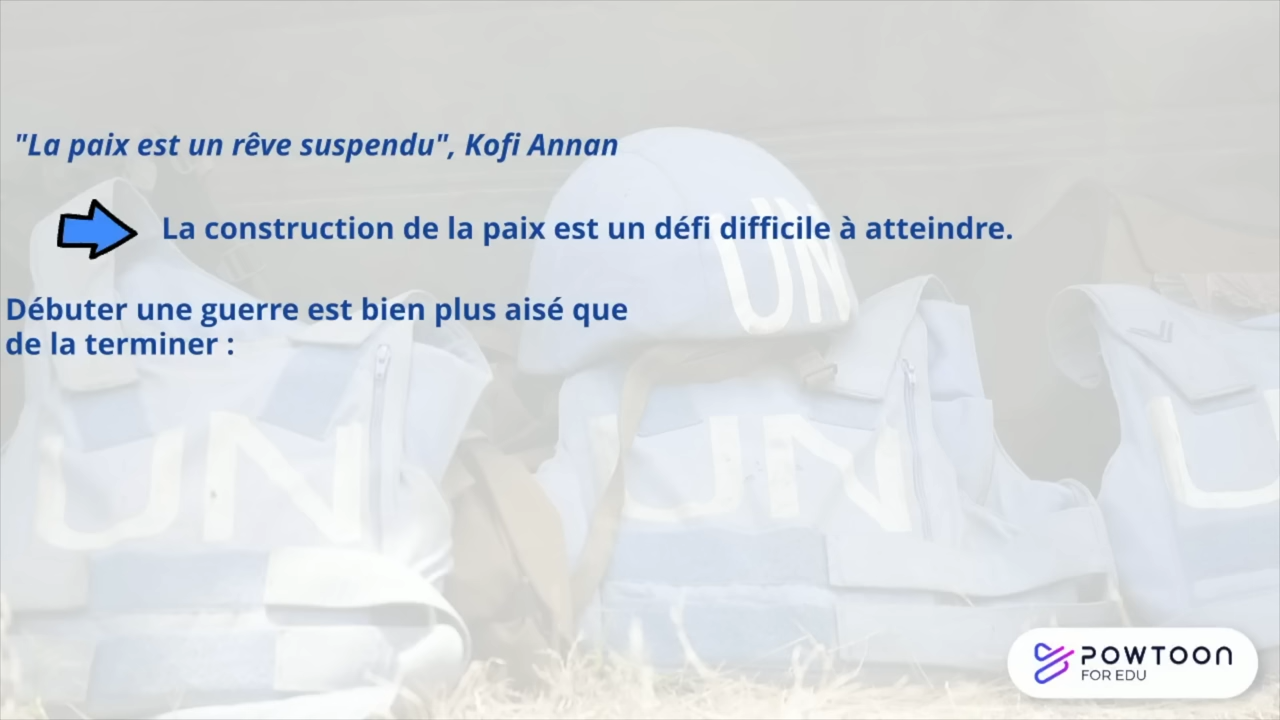 "La paix est un rêve suspendu", Kofi Annan
La construction de la paix est un défi difficile à atteindre.
Débuter une guerre est bien plus aisé que
de la terminer :
UN
UN
UN
U
POWTOON
FOR EDU